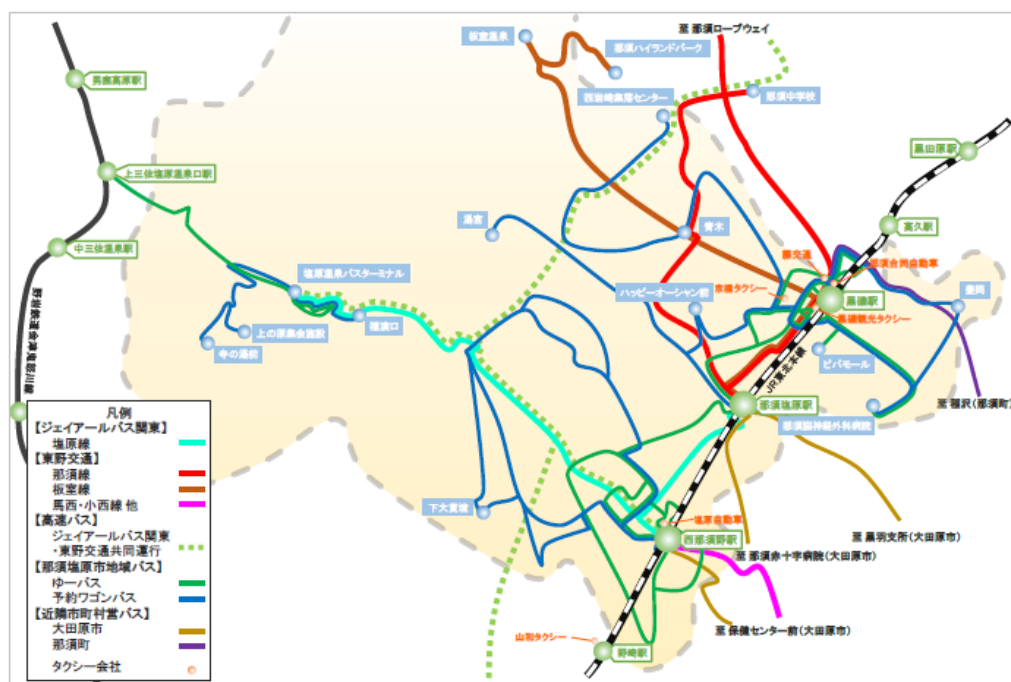 至 那須ロープウェイ
板室温泉
那須ハイランドパーク
男鹿高原駅
西岩崎集落センター
那須中学校
黒田原駅
上三依塩原温泉口駅
湯宮
青木
高久駅
中三依温泉駅
那須合同自動車
塩原温泉バスターミナル
ハッピーオーシャン前
京橋タクシー
黒磯駅
豊岡
福渡口
黒磯観光タクシー
上の原集会施設
寺の湯前
ビバモール
JR東北本線
野岩鉄道会津鬼怒川線
至 稲沢(那須町)
那須塩原駅
那須脳神経外科病院
凡例
【ジェイアールバス関東】
塩原線
【東野交通】
那須線
板室線
馬西・小西線 他
【高速バス】
ジェイアールバス関東
・東野交通共同運行
【那須塩原市地域バス】
ゆーバス
予約ワゴンバス
【近隣市町村営バス】
大田原市
那須町
タクシー会社
下大貫境
塩原自動車
西那須野駅
至 黒羽支所(大田原市)
至 那須赤十字病院(大田原市)
至 保健センター前(大田原市)
山和タクシー
野崎駅